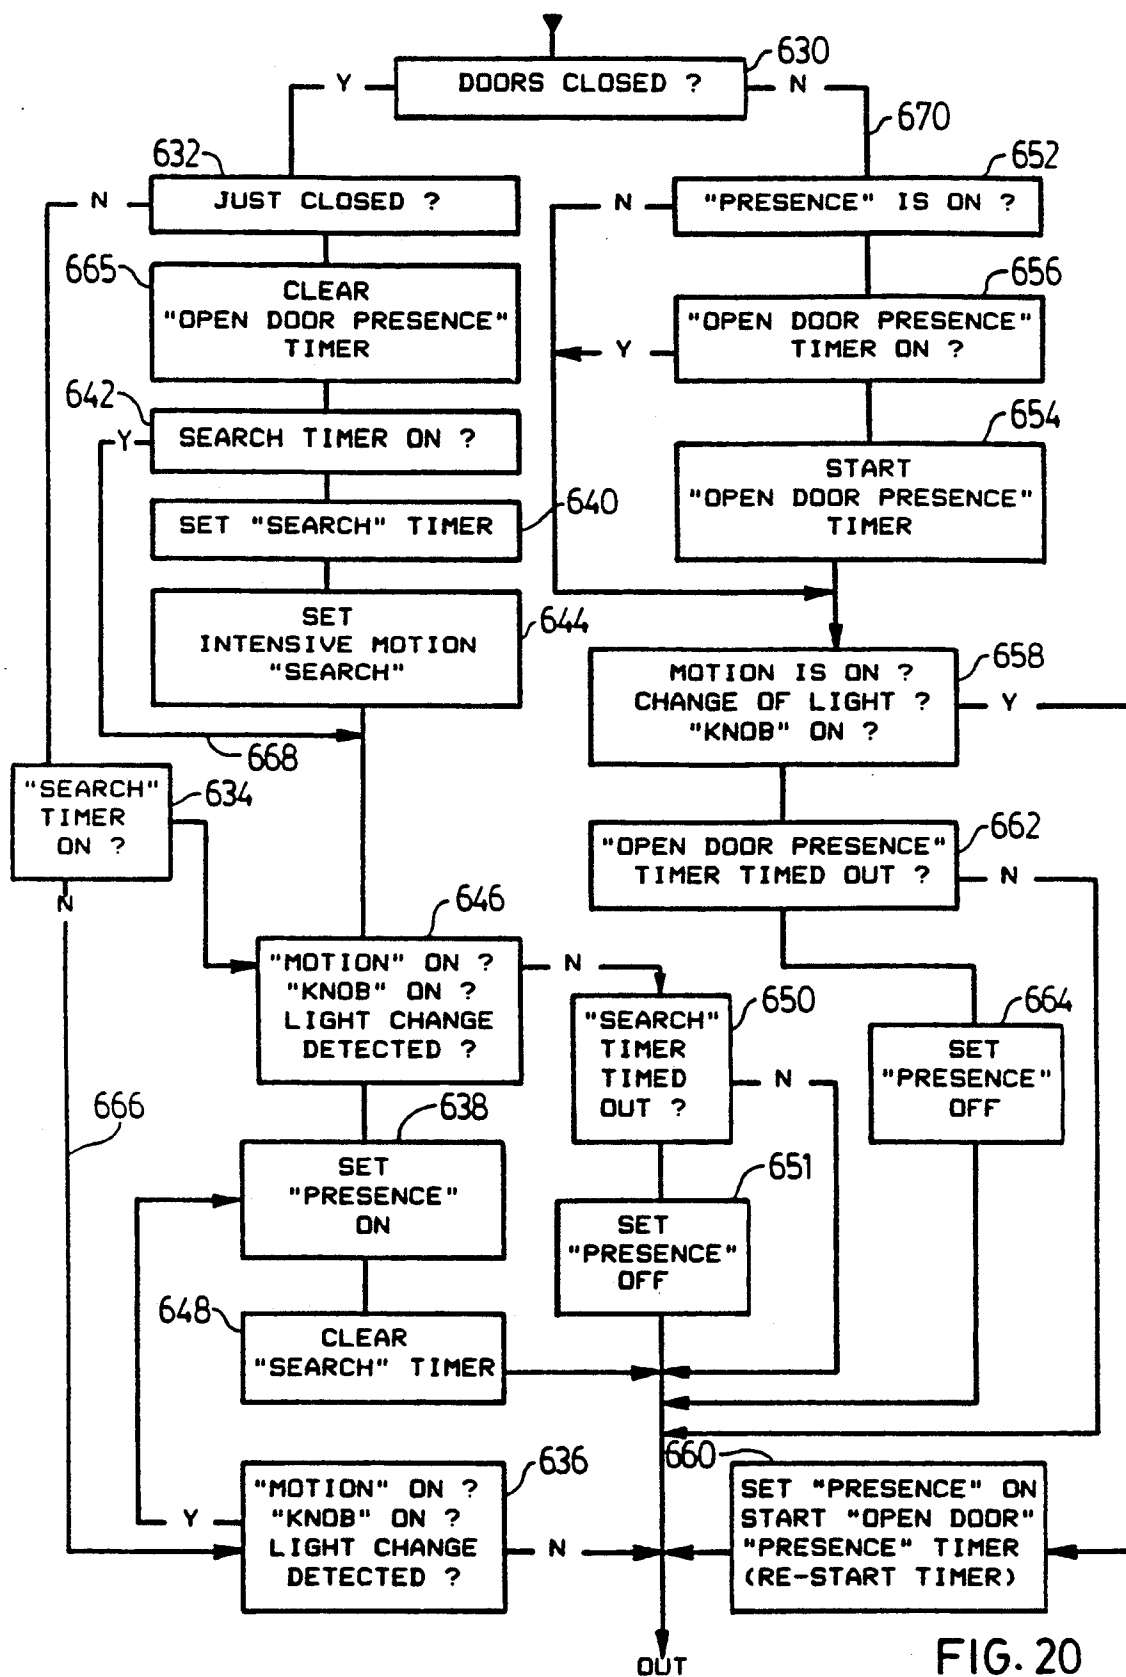 630
DOORS CLOSED ?
Y
N
670
632
JUST CLOSED ?
N
652
"PRESENCE" IS ON ?
N
665
CLEAR
"OPEN DOOR PRESENCE"
TIMER
656
"OPEN DOOR PRESENCE"
TIMER ON ?
Y
642
SEARCH TIMER ON ?
Y
654
START
"OPEN DOOR PRESENCE"
TIMER
640
SET "SEARCH" TIMER
644
SET
INTENSIVE MOTION
"SEARCH"
668
658
MOTION IS ON ?
CHANGE OF LIGHT ?
"KNOB" ON ?
Y
634
"SEARCH"
TIMER
ON ?
N
662
"OPEN DOOR PRESENCE"
TIMER TIMED OUT ?
N
646
"MOTION" ON ?
"KNOB" ON ?
LIGHT CHANGE
DETECTED ?
N
650
"SEARCH"
TIMER
TIMED
OUT ?
N
664
SET
"PRESENCE"
OFF
666
638
SET
"PRESENCE"
ON
651
SET
"PRESENCE"
OFF
648
CLEAR
"SEARCH" TIMER
636
"MOTION" ON ?
"KNOB" ON ?
LIGHT CHANGE
DETECTED ?
Y
N
660
SET "PRESENCE" ON
START "OPEN DOOR"
"PRESENCE" TIMER
(RE-START TIMER)
OUT
FIG. 20